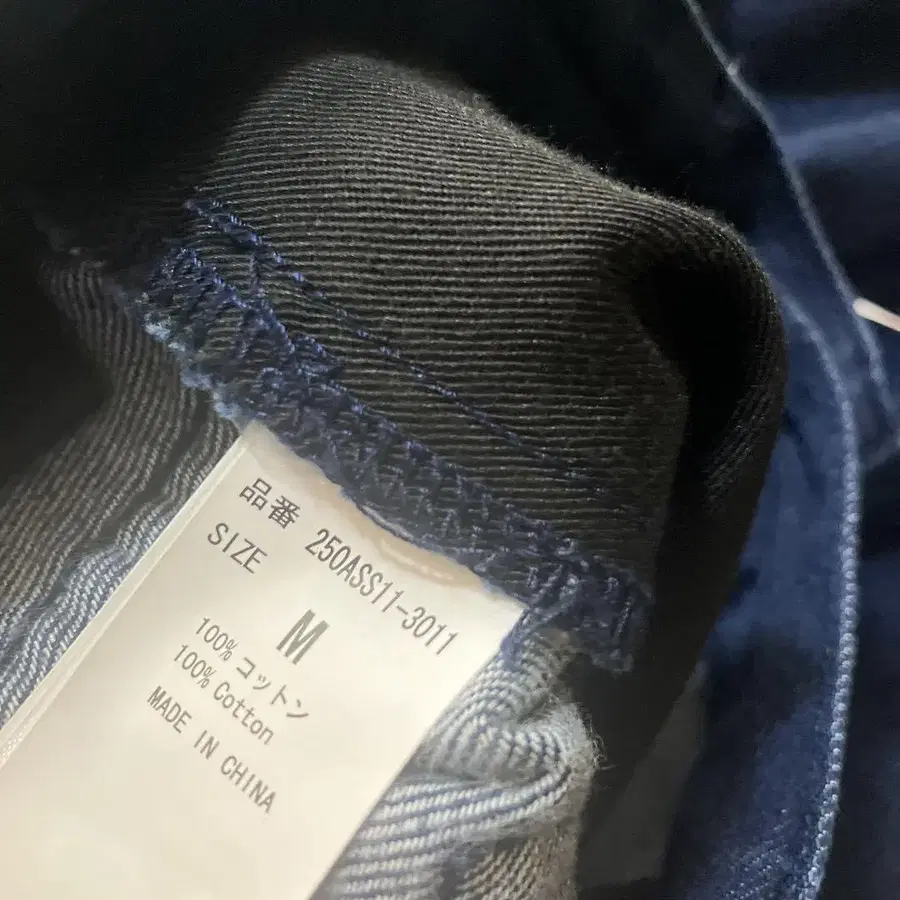 品番 250ASS11-3011
SIZE
M
100% コットン
100% Cotton
MADE IN CHINA